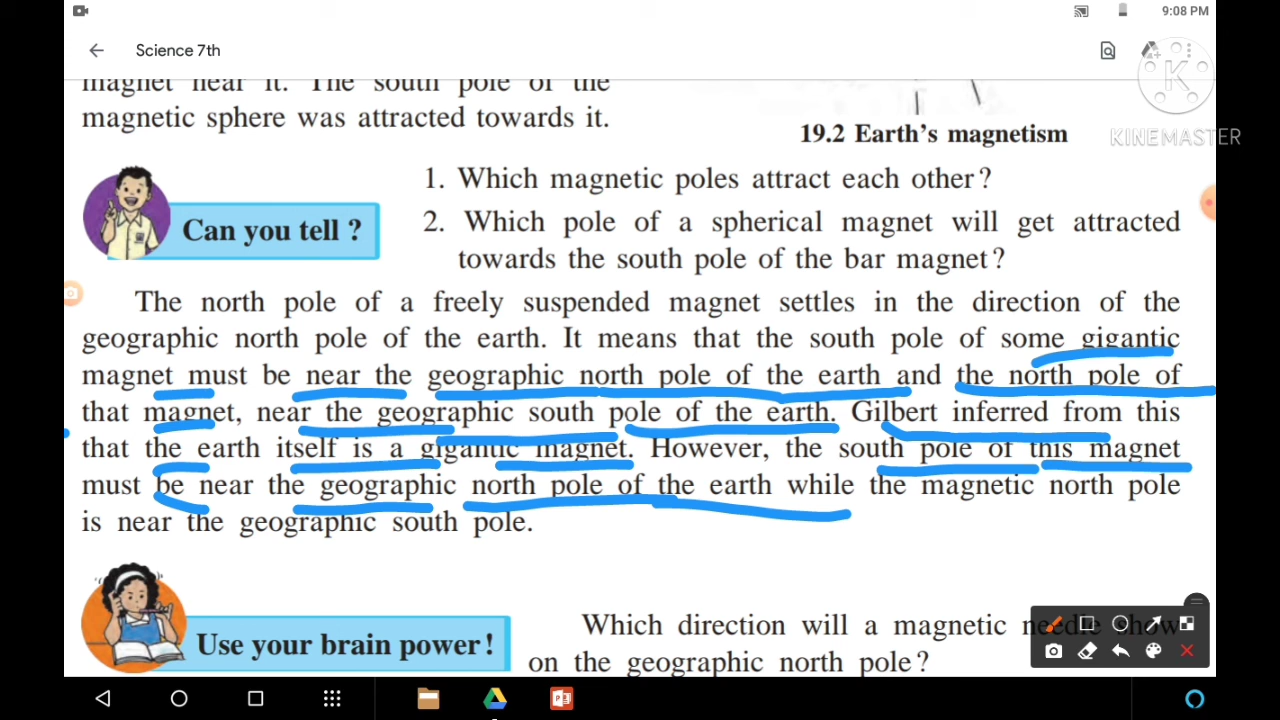 9:08 PM
Science 7th
magnet near it. The south pole of the
magnetic sphere was attracted towards it.
19.2 Earth's magnetism
KINEMASTER
Can you tell ?
1. Which magnetic poles attract each other?
2. Which pole of a spherical magnet will get attracted
towards the south pole of the bar magnet?
The north pole of a freely suspended magnet settles in the direction of the
geographic north pole of the earth. It means that the south pole of some gigantic
magnet must be near the geographic north pole of the earth and the north pole of
that magnet, near the geographic south pole of the earth. Gilbert inferred from this
that the earth itself is a gigantic magnet. However, the south pole of this magnet
must be near the geographic north pole of the earth while the magnetic north pole
is near the geographic south pole.
Use your brain power!
Which direction will a magnetic needle show
on the geographic north pole?